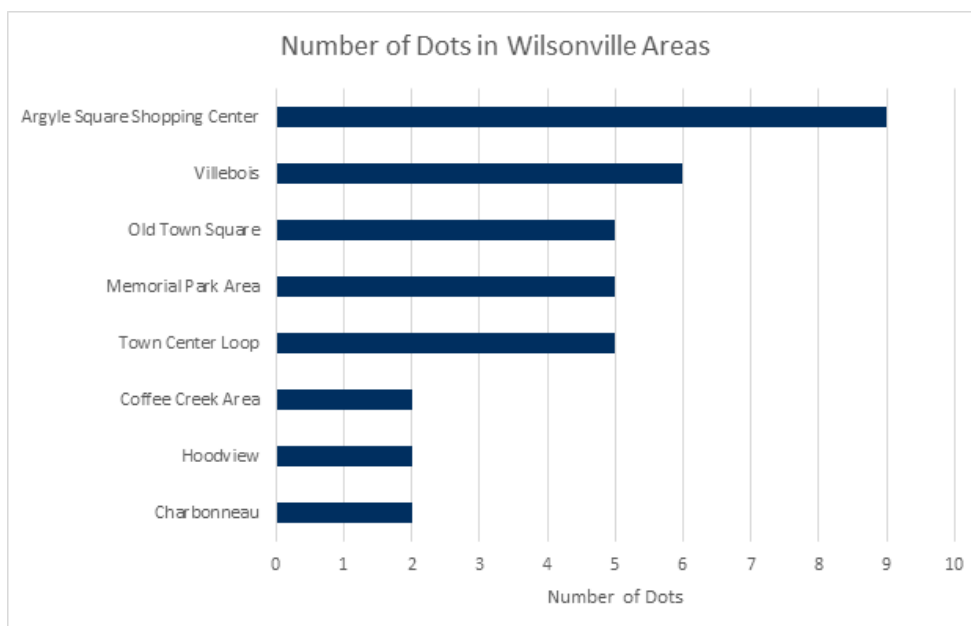 Number of Dots in Wilsonville Areas
Argyle Square Shopping Center
Villebois
Old Town Square
Memorial Park Area
Town Center Loop
Coffee Creek Area
Hoodview
Charbonneau
0 1 2 3 4 5 6 7 8 9 10
Number of Dots